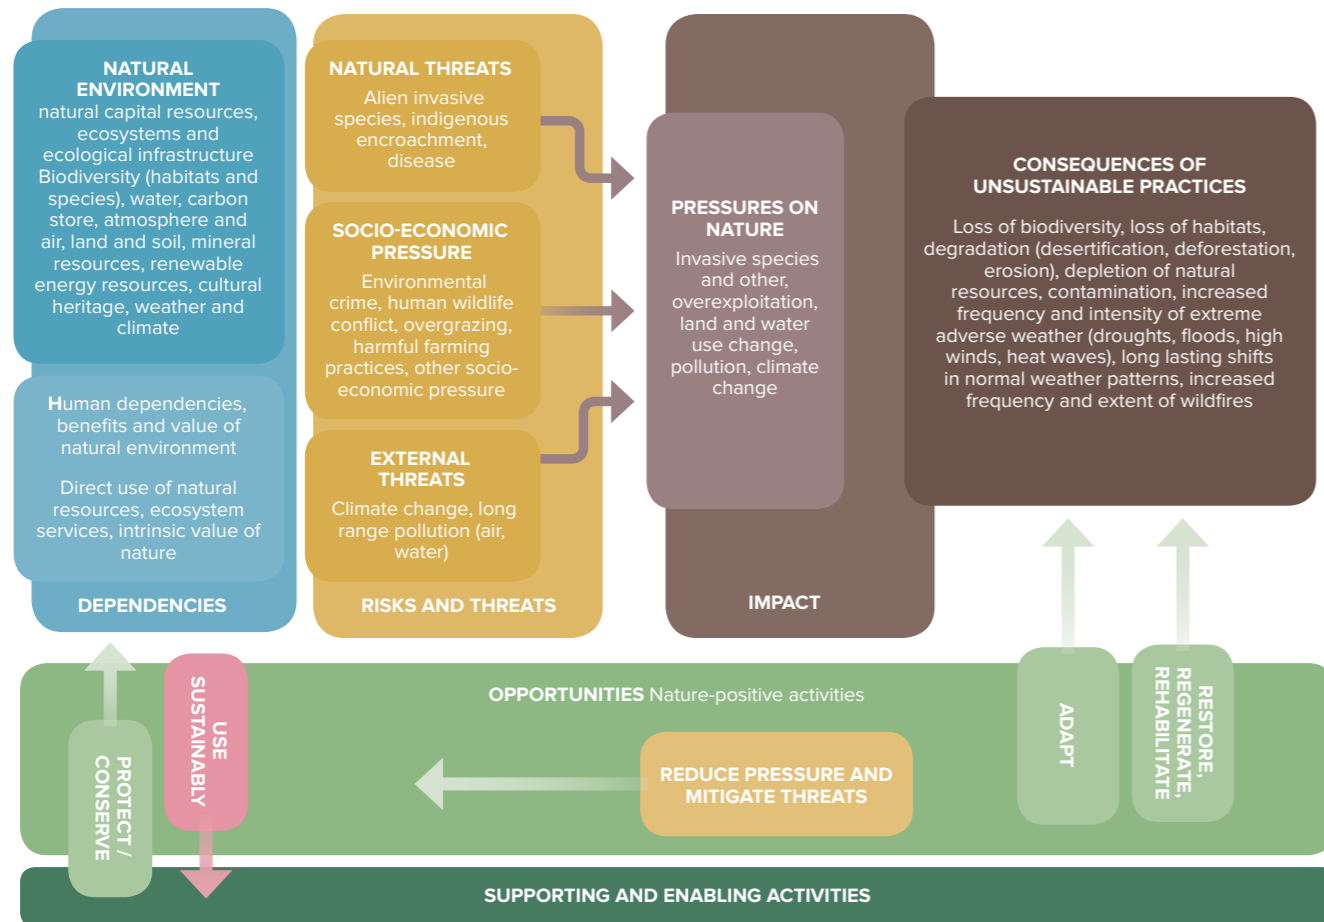 NATURAL
ENVIRONMENT
natural capital resources,
ecosystems and
ecological infrastructure
Biodiversity (habitats and
species), water, carbon
store, atmosphere and
air, land and soil, mineral
resources, renewable
energy resources, cultural
heritage, weather and
climate
Human dependencies,
benefits and value of
natural environment
Direct use of natural
resources, ecosystem
services, intrinsic value of
nature
DEPENDENCIES
NATURAL THREATS
Alien invasive
species, indigenous
encroachment,
disease
SOCIO-ECONOMIC
PRESSURE
Environmental
crime, human wildlife
conflict, overgrazing,
harmful farming
practices, other socio-
economic pressure
EXTERNAL
THREATS
Climate change, long
range pollution (air,
water)
RISKS AND THREATS
PRESSURES ON
NATURE
Invasive species
and other,
overexploitation,
land and water
use change,
pollution, climate
change
IMPACT
CONSEQUENCES OF
UNSUSTAINABLE PRACTICES
Loss of biodiversity, loss of habitats,
degradation (desertification, deforestation,
erosion), depletion of natural
resources, contamination, increased
frequency and intensity of extreme
adverse weather (droughts, floods, high
winds, heat waves), long lasting shifts
in normal weather patterns, increased
frequency and extent of wildfires
OPPORTUNITIES Nature-positive activities
PROTECT /
CONSERVE
USE
SUSTAINABLY
REDUCE PRESSURE AND
MITIGATE THREATS
ADAPT
RESTORE,
REGENERATE,
REHABILITATE
SUPPORTING AND ENABLING ACTIVITIES